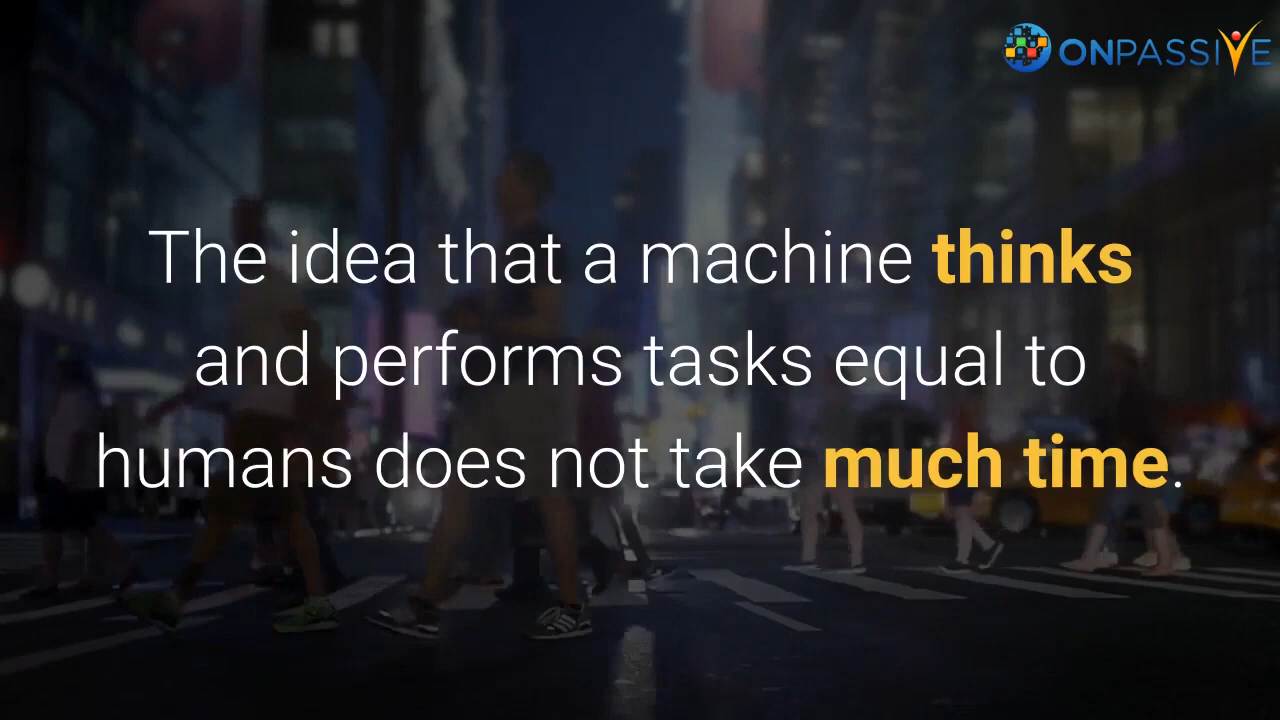 ONPASSIVE
The idea that a machine thinks
and performs tasks equal to
humans does not take much time.